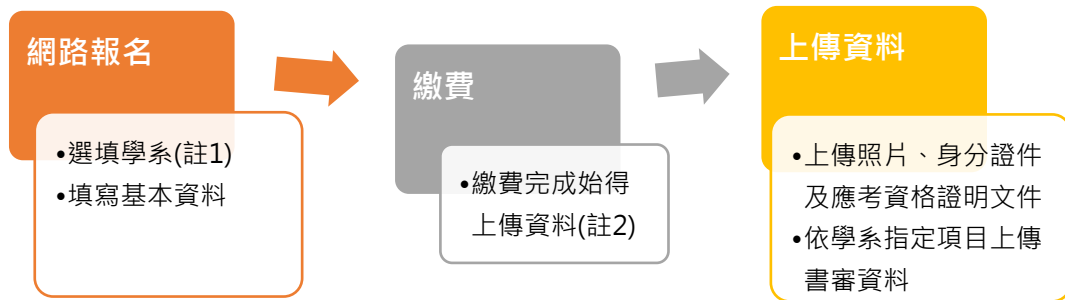 網路報名
•選填學系(註1)
•填寫基本資料
繳費
•繳費完成始得
上傳資料(註2)
上傳資料
•上傳照片、身分證件
及應考資格證明文件
•依學系指定項目上傳
書審資料